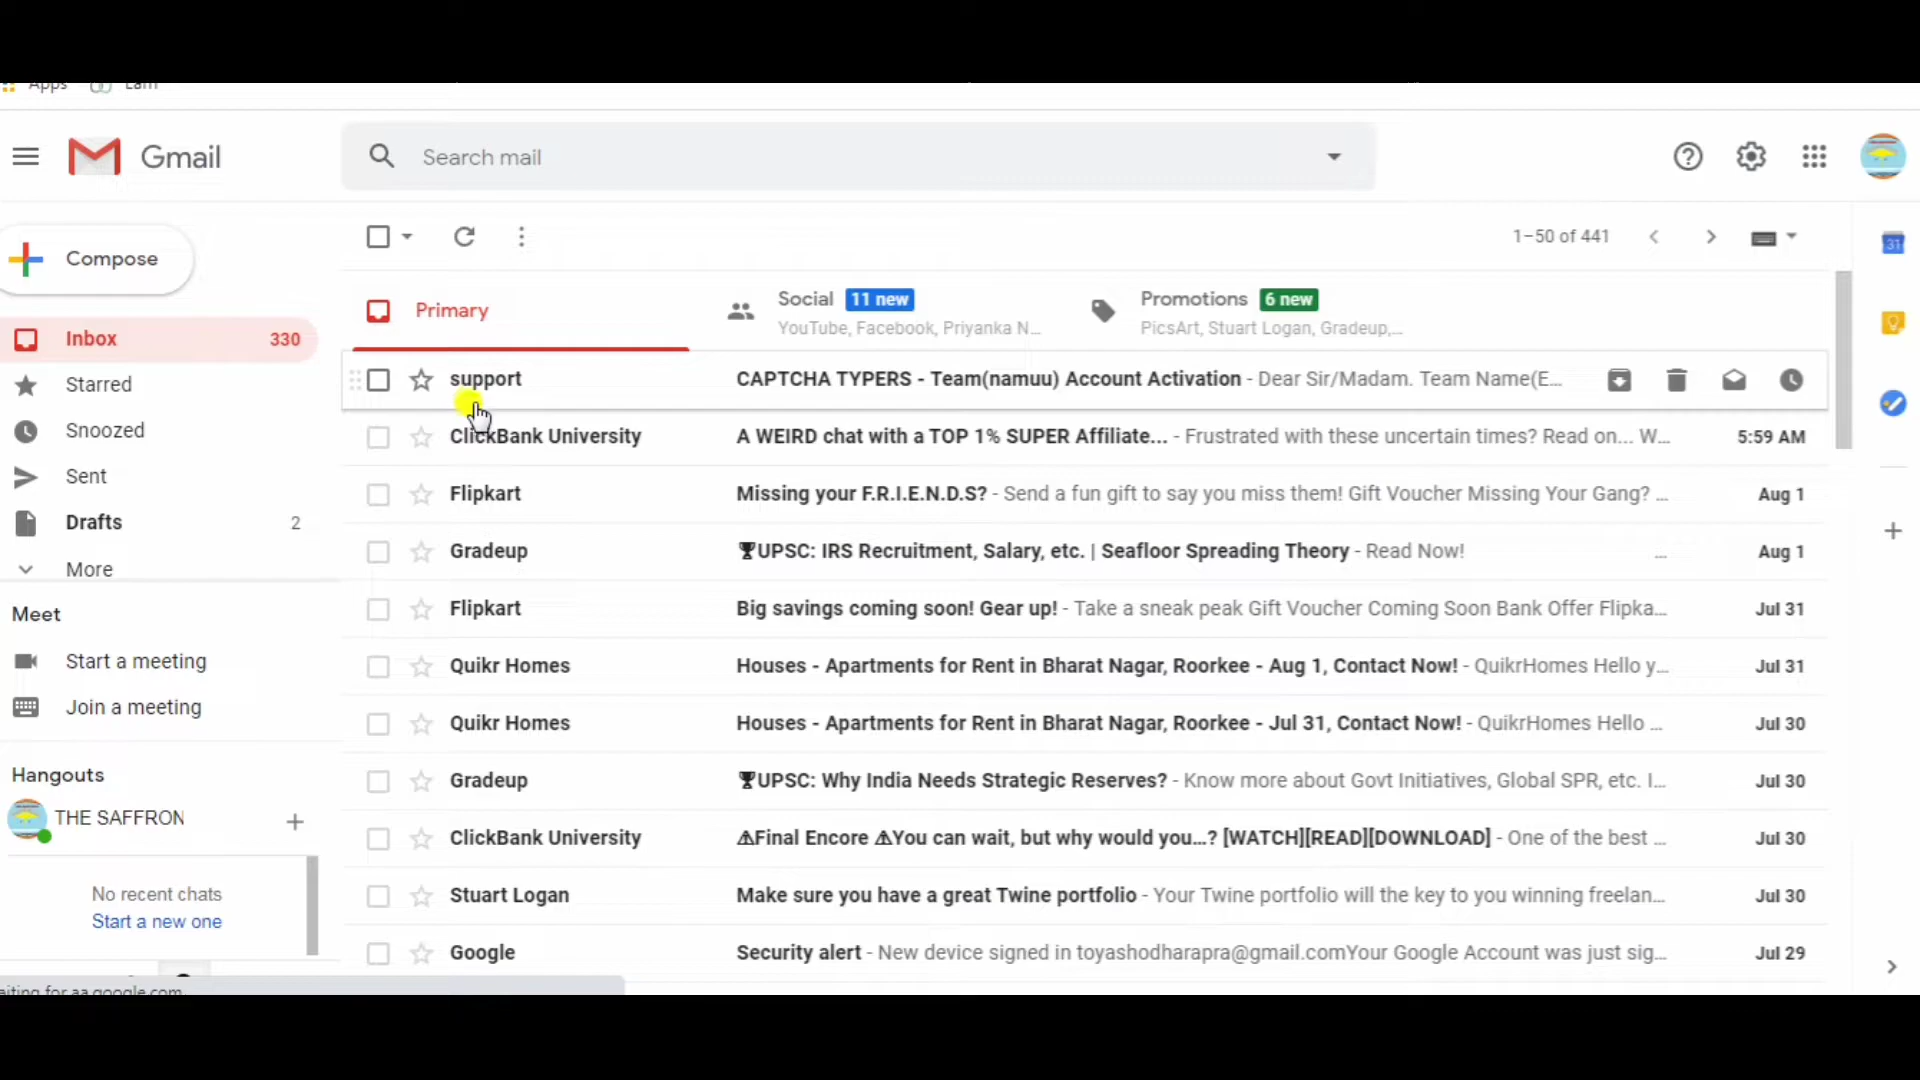 Apps Earn
Gmail
Search mail
Compose
1–50 of 441
Primary
Social 11 new
YouTube, Facebook, Priyanka N...
Promotions 6 new
PicsArt, Stuart Logan, Gradeup,...
Inbox 330
Starred
Snoozed
Sent
Drafts 2
More
Meet
Start a meeting
Join a meeting
Hangouts
THE SAFFRON
No recent chats
Start a new one
support CAPTCHA TYPERS - Team(namuu) Account Activation - Dear Sir/Madam. Team Name(E...
ClickBank University A WEIRD chat with a TOP 1% SUPER Affiliate... - Frustrated with these uncertain times? Read on... W... 5:59 AM
Flipkart Missing your F.R.I.E.N.D.S? - Send a fun gift to say you miss them! Gift Voucher Missing Your Gang? ... Aug 1
Gradeup 🏆UPSC: IRS Recruitment, Salary, etc. | Seafloor Spreading Theory - Read Now! ... Aug 1
Flipkart Big savings coming soon! Gear up! - Take a sneak peak Gift Voucher Coming Soon Bank Offer Flipka... Jul 31
Quikr Homes Houses - Apartments for Rent in Bharat Nagar, Roorkee - Aug 1, Contact Now! - QuikrHomes Hello y... Jul 31
Quikr Homes Houses - Apartments for Rent in Bharat Nagar, Roorkee - Jul 31, Contact Now! - QuikrHomes Hello ... Jul 30
Gradeup 🏆UPSC: Why India Needs Strategic Reserves? - Know more about Govt Initiatives, Global SPR, etc. I... Jul 30
ClickBank University ⚠Final Encore ⚠You can wait, but why would you...? [WATCH][READ][DOWNLOAD] - One of the best ... Jul 30
Stuart Logan Make sure you have a great Twine portfolio - Your Twine portfolio will the key to you winning freelan... Jul 30
Google Security alert - New device signed in toyashodharapra@gmail.comYour Google Account was just sig... Jul 29
31
aiting for aa.google.com